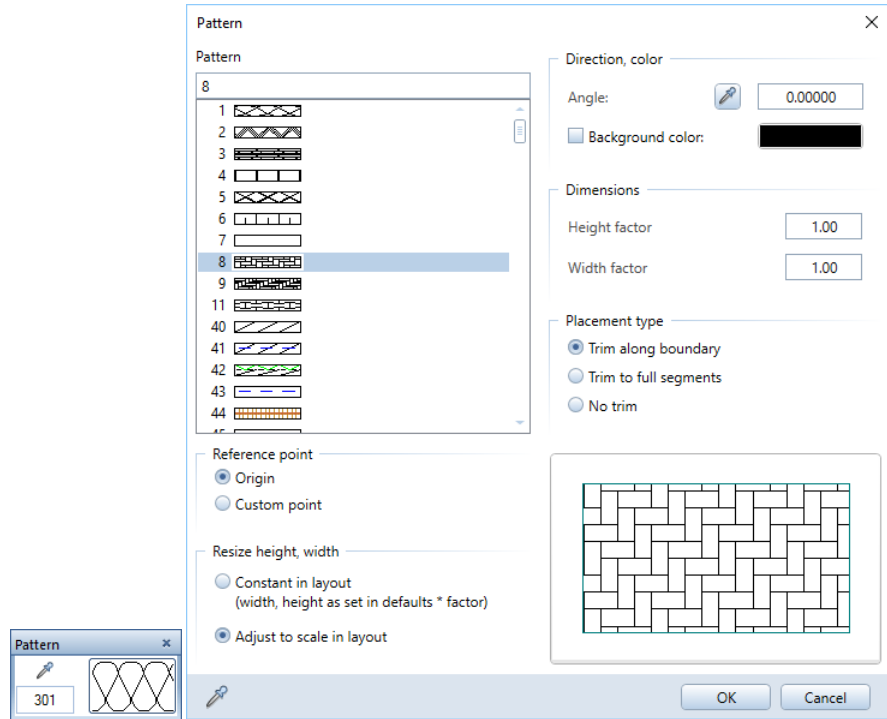 Pattern
Pattern
8
1
2
3
4
5
6
7
8
9
11
40
41
42
43
44
Reference point
Origin
Custom point
Resize height, width
Constant in layout
(width, height as set in defaults * factor)
Adjust to scale in layout
Direction, color
Angle: 0.00000
Background color:
Dimensions
Height factor 1.00
Width factor 1.00
Placement type
Trim along boundary
Trim to full segments
No trim
OK Cancel
Pattern
301